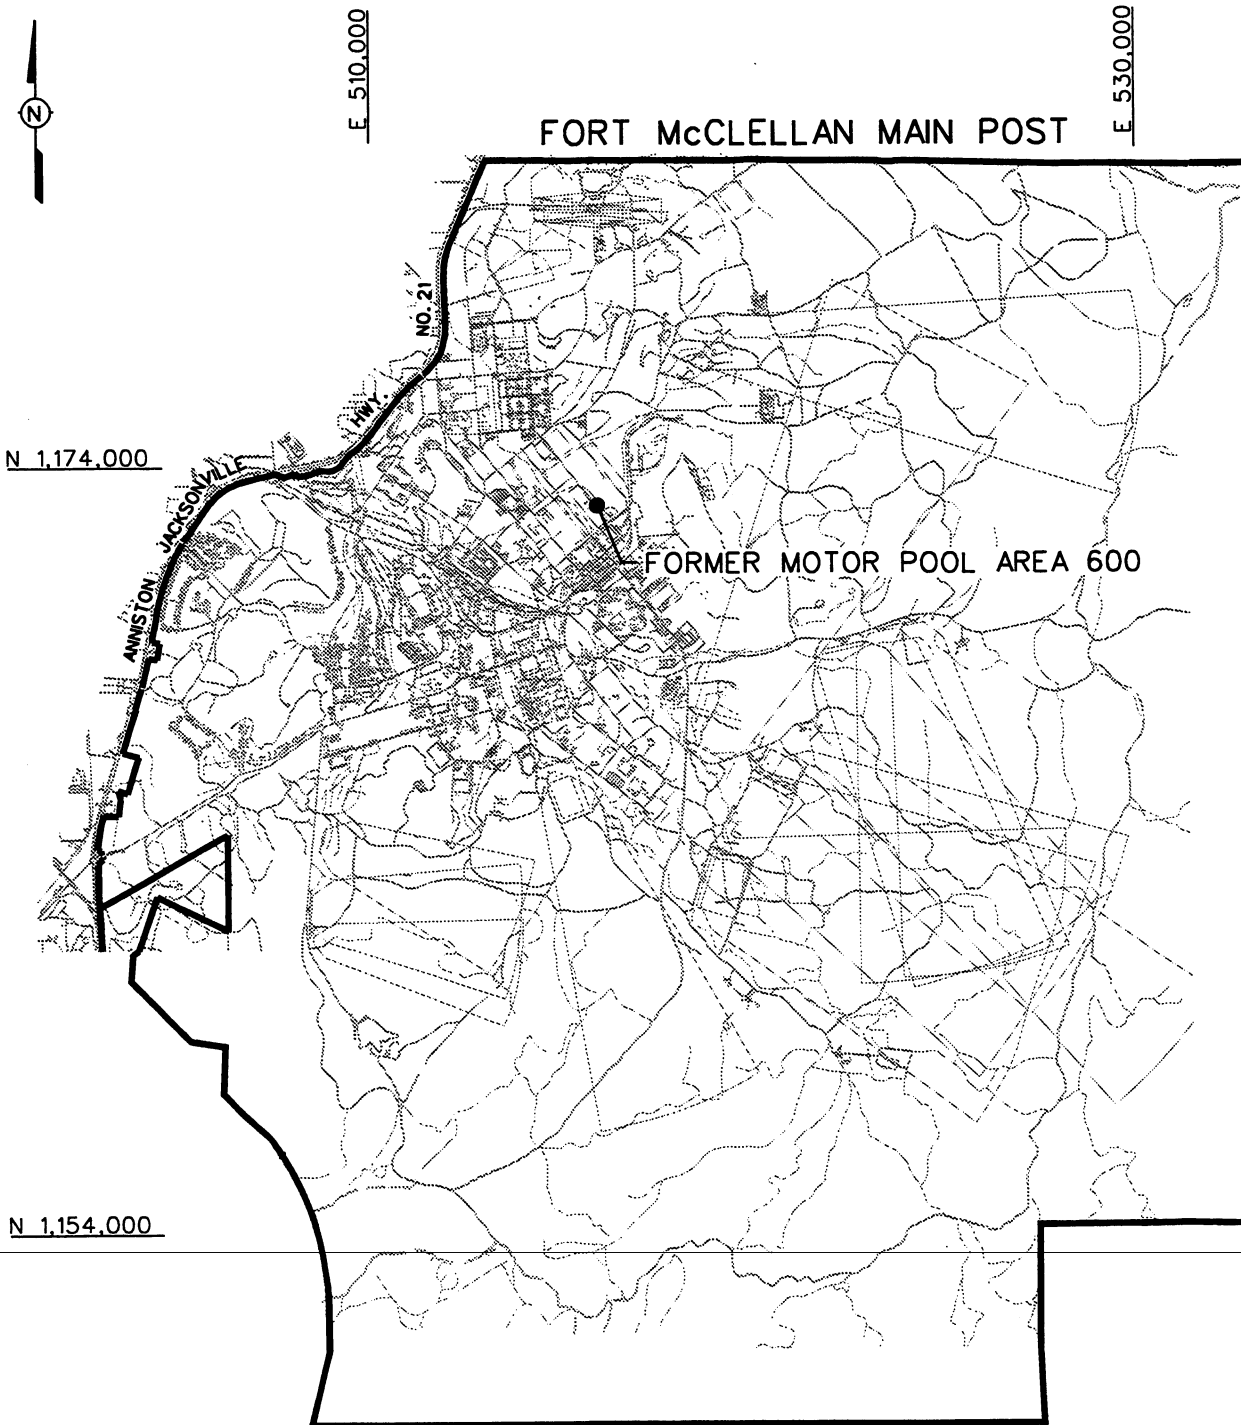 E 510,000
E 530,000
N
FORT McCLELLAN MAIN POST
NO. 21
HWY.
N 1,174,000
JACKSONVILLE
FORMER MOTOR POOL AREA 600
ANNISTON
N 1,154,000